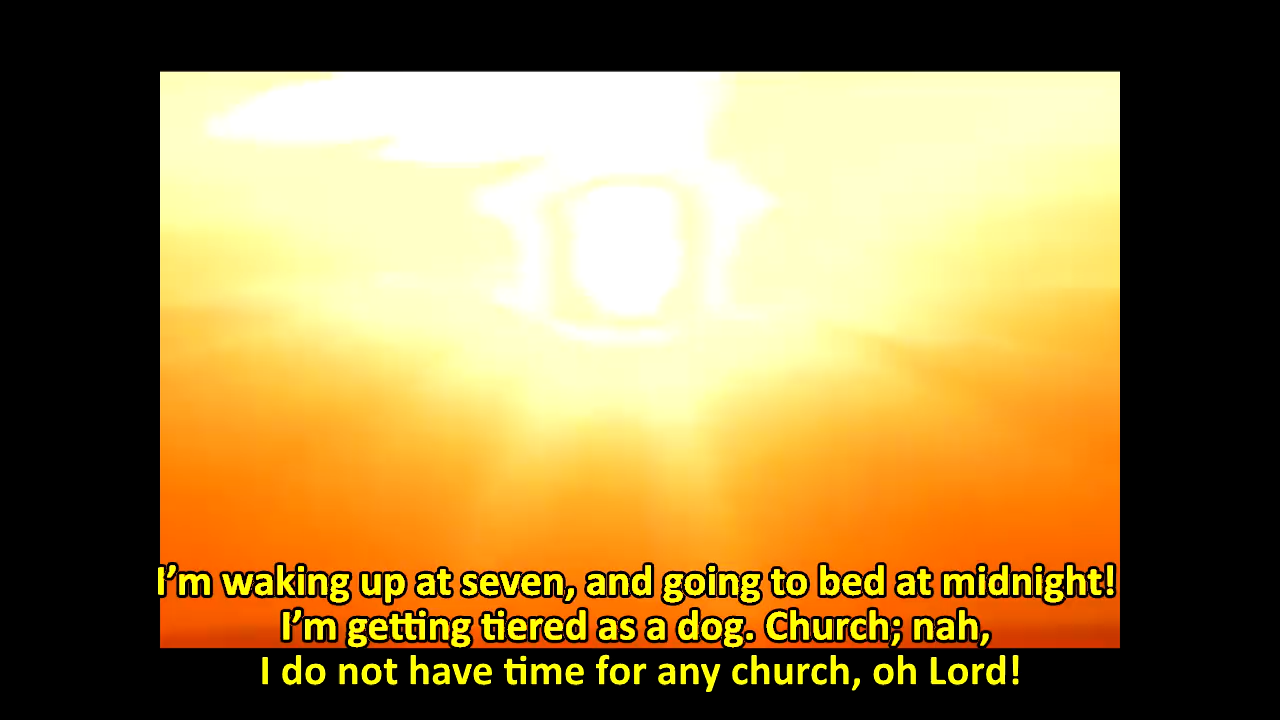 I’m waking up at seven, and going to bed at midnight!
I’m getting tiered as a dog. Church; nah,
I do not have time for any church, oh Lord!